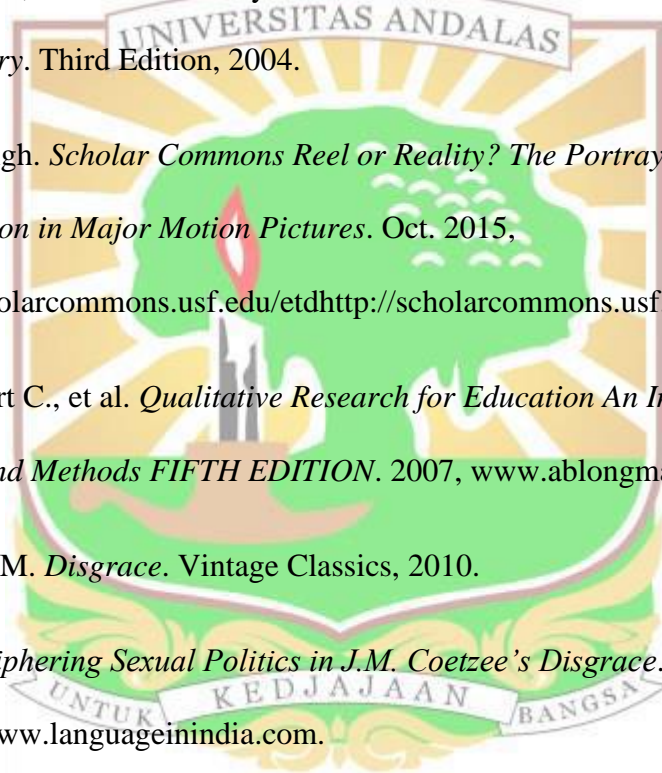 UNIVERSITAS ANDALAS
ry. Third Edition, 2004.
gh. Scholar Commons Reel or Reality? The Portray
on in Major Motion Pictures. Oct. 2015,
olarcommons.usf.edu/etdhttp://scholarcommons.usf.
rt C., et al. Qualitative Research for Education An In
nd Methods FIFTH EDITION. 2007, www.ablongma
M. Disgrace. Vintage Classics, 2010.
iphering Sexual Politics in J.M. Coetzee’s Disgrace.
UNTUK KEDJAJAAN BANGSA
ww.languageinindia.com.